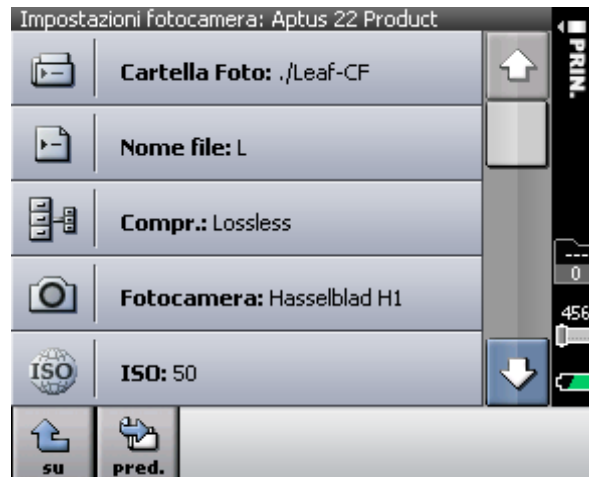 Impostazioni fotocamera: Aptus 22 Product
PRIN.
Cartella Foto: ./Leaf-CF
Nome file: L
Compr.: Lossless
Fotocamera: Hasselblad H1
ISO
ISO: 50
---
0
456
su
pred.